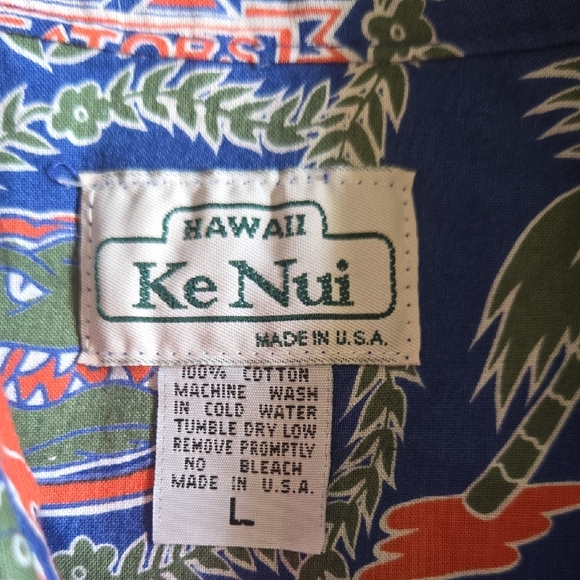 GATORS
HAWAII
Ke Nui
MADE IN U.S.A.
100% COTTON
MACHINE WASH
IN COLD WATER
TUMBLE DRY LOW
REMOVE PROMPTLY
NO BLEACH
MADE IN U.S.A.
L